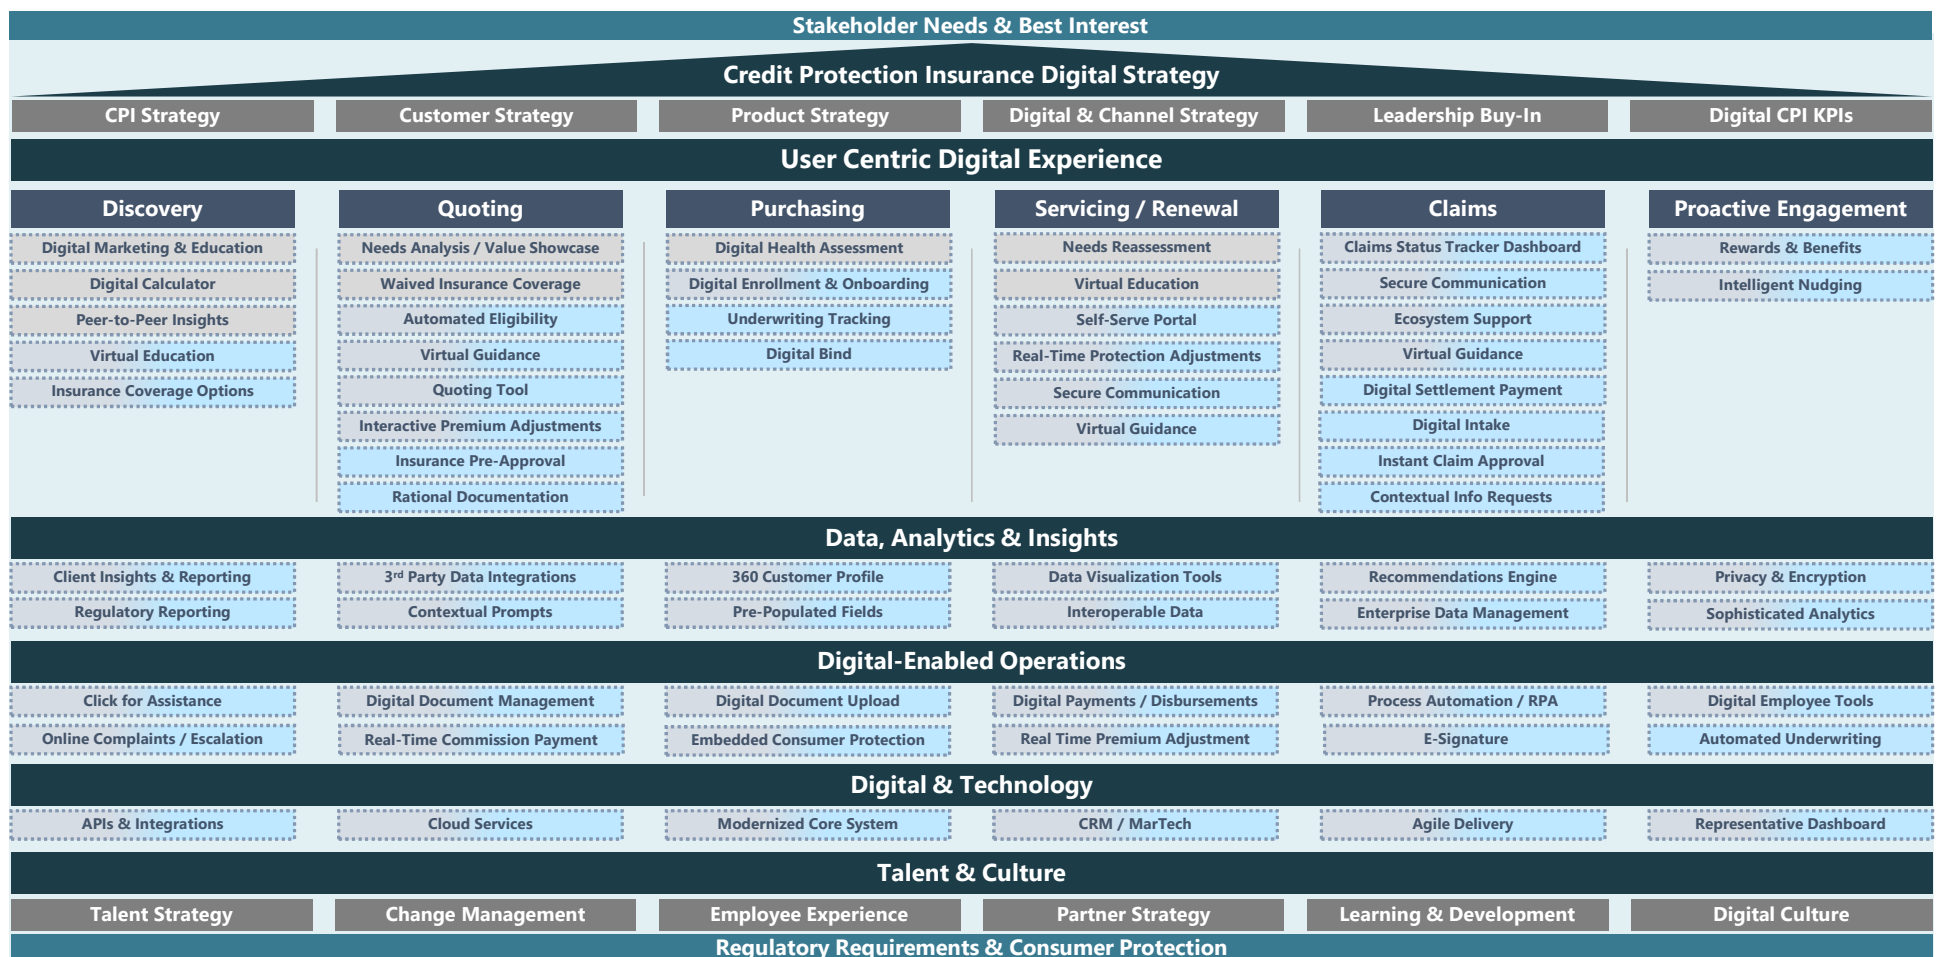 Stakeholder Needs & Best Interest
Credit Protection Insurance Digital Strategy
CPI Strategy
Customer Strategy
Product Strategy
Digital & Channel Strategy
Leadership Buy-In
Digital CPI KPIs
User Centric Digital Experience
Discovery
Digital Marketing & Education
Digital Calculator
Peer-to-Peer Insights
Virtual Education
Insurance Coverage Options
Quoting
Needs Analysis / Value Showcase
Waived Insurance Coverage
Automated Eligibility
Virtual Guidance
Quoting Tool
Interactive Premium Adjustments
Insurance Pre-Approval
Rational Documentation
Purchasing
Digital Health Assessment
Digital Enrollment & Onboarding
Underwriting Tracking
Digital Bind
Servicing / Renewal
Needs Reassessment
Virtual Education
Self-Serve Portal
Real-Time Protection Adjustments
Secure Communication
Virtual Guidance
Claims
Claims Status Tracker Dashboard
Secure Communication
Ecosystem Support
Virtual Guidance
Digital Settlement Payment
Digital Intake
Instant Claim Approval
Contextual Info Requests
Proactive Engagement
Rewards & Benefits
Intelligent Nudging
Data, Analytics & Insights
Client Insights & Reporting
3rd Party Data Integrations
360 Customer Profile
Data Visualization Tools
Recommendations Engine
Privacy & Encryption
Regulatory Reporting
Contextual Prompts
Pre-Populated Fields
Interoperable Data
Enterprise Data Management
Sophisticated Analytics
Digital-Enabled Operations
Click for Assistance
Digital Document Management
Digital Document Upload
Digital Payments / Disbursements
Process Automation / RPA
Digital Employee Tools
Online Complaints / Escalation
Real-Time Commission Payment
Embedded Consumer Protection
Real Time Premium Adjustment
E-Signature
Automated Underwriting
Digital & Technology
APIs & Integrations
Cloud Services
Modernized Core System
CRM / MarTech
Agile Delivery
Representative Dashboard
Talent & Culture
Talent Strategy
Change Management
Employee Experience
Partner Strategy
Learning & Development
Digital Culture
Regulatory Requirements & Consumer Protection